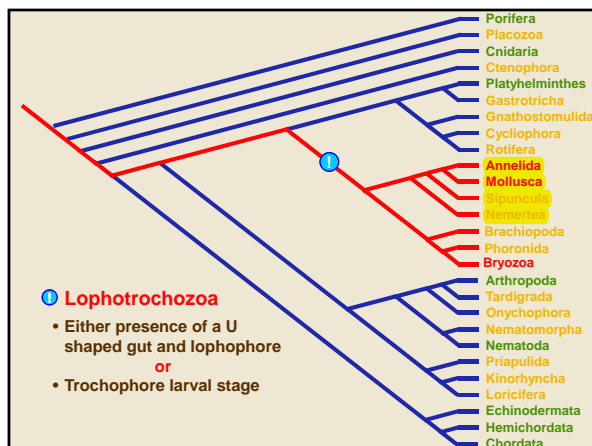 Porifera
Placozoa
Cnidaria
Ctenophora
Platyhelminthes
Gastrotricha
Gnathostomulida
Cycliophora
Rotifera
!
Annelida
Mollusca
Sipuncula
Nemertea
Brachiopoda
Phoronida
Bryozoa
Arthropoda
Tardigrada
Onychophora
Nematomorpha
Nematoda
Priapulida
Kinorhyncha
Loricifera
Echinodermata
Hemichordata
Chordata
! Lophotrochozoa
• Either presence of a U
shaped gut and lophophore
or
• Trochophore larval stage